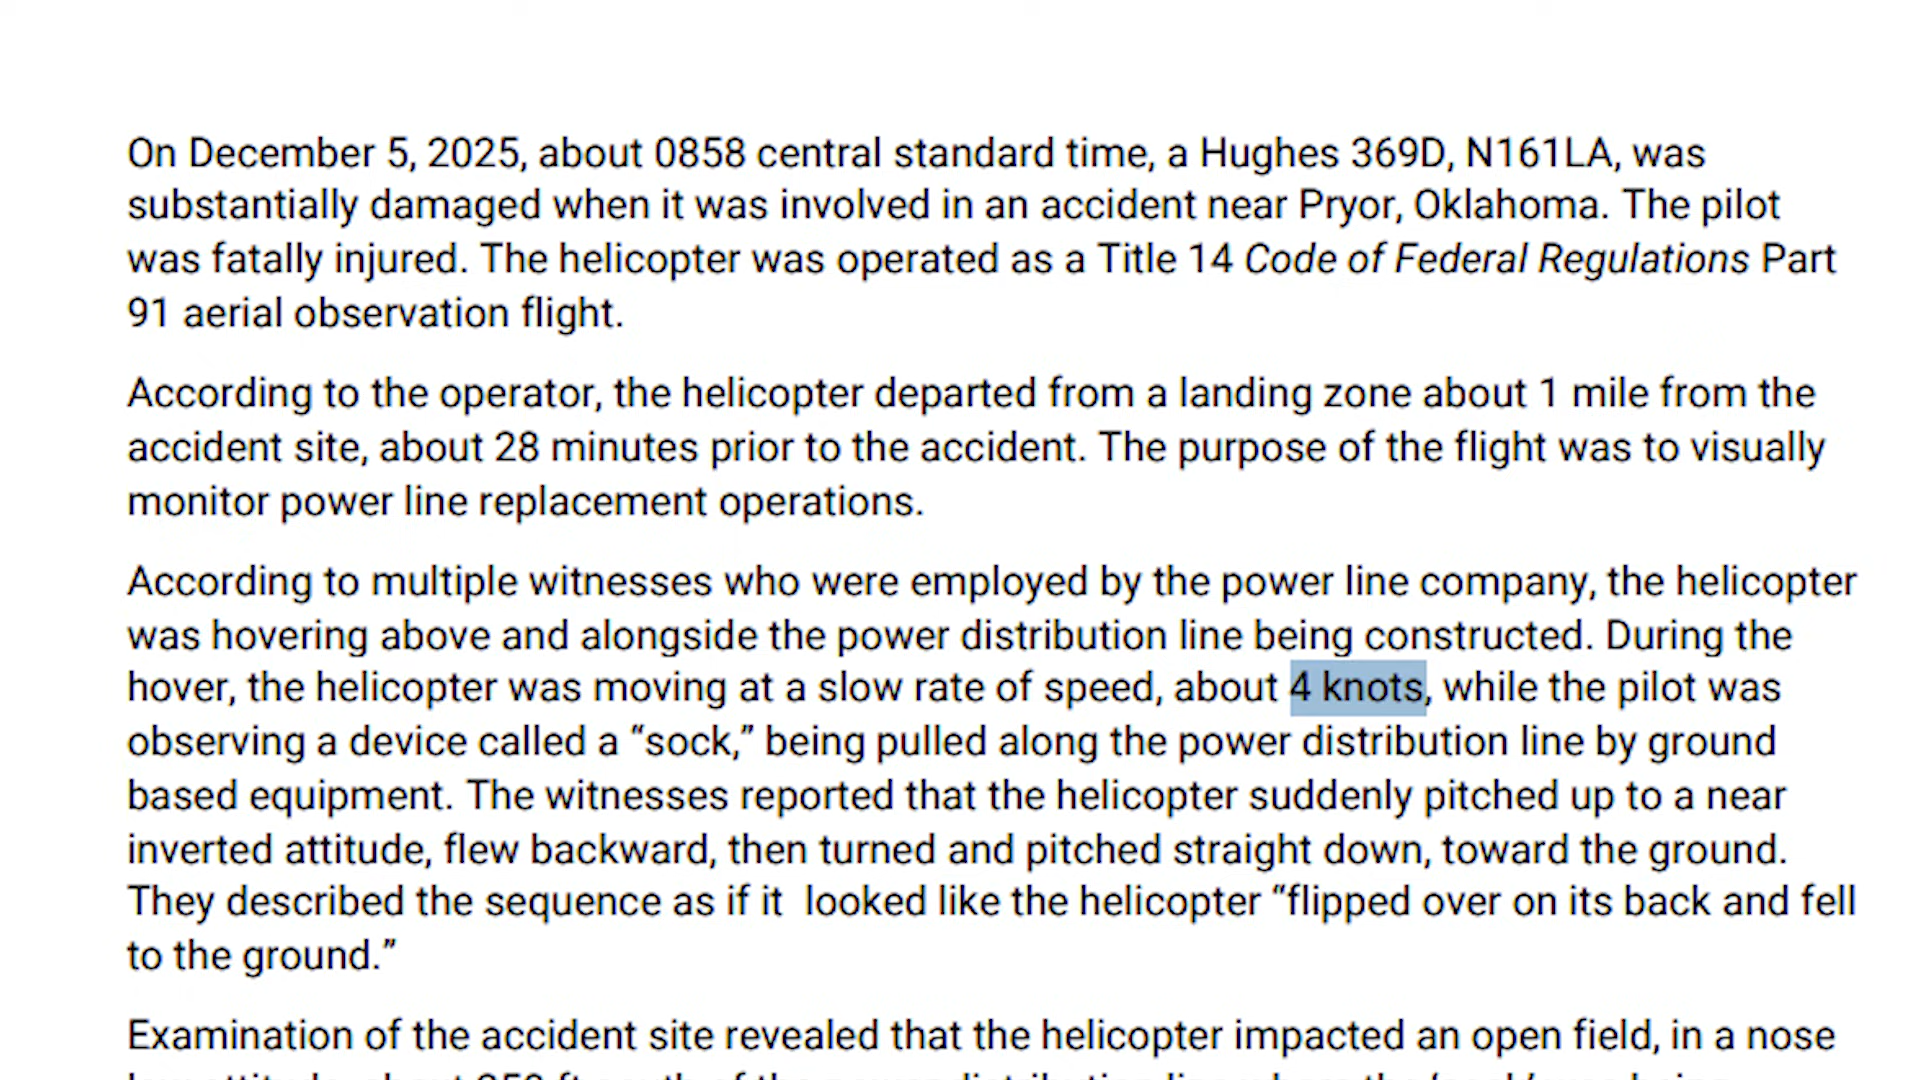 On December 5, 2025, about 0858 central standard time, a Hughes 369D, N161LA, was
substantially damaged when it was involved in an accident near Pryor, Oklahoma. The pilot
was fatally injured. The helicopter was operated as a Title 14 Code of Federal Regulations Part
91 aerial observation flight.
According to the operator, the helicopter departed from a landing zone about 1 mile from the
accident site, about 28 minutes prior to the accident. The purpose of the flight was to visually
monitor power line replacement operations.
According to multiple witnesses who were employed by the power line company, the helicopter
was hovering above and alongside the power distribution line being constructed. During the
hover, the helicopter was moving at a slow rate of speed, about 4 knots, while the pilot was
observing a device called a “sock,” being pulled along the power distribution line by ground
based equipment. The witnesses reported that the helicopter suddenly pitched up to a near
inverted attitude, flew backward, then turned and pitched straight down, toward the ground.
They described the sequence as if it  looked like the helicopter “flipped over on its back and fell
to the ground.”
Examination of the accident site revealed that the helicopter impacted an open field, in a nose